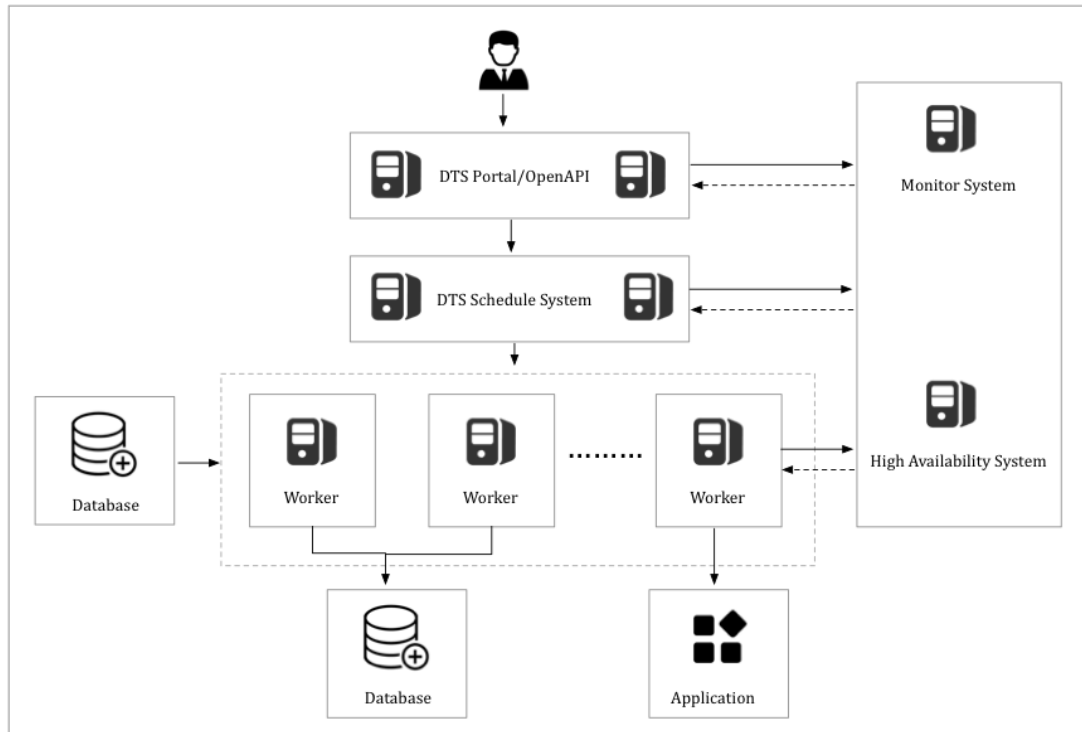 DTS Portal/OpenAPI
Monitor System
DTS Schedule System
High Availability System
Database
Worker
Worker
………
Worker
Database
Application